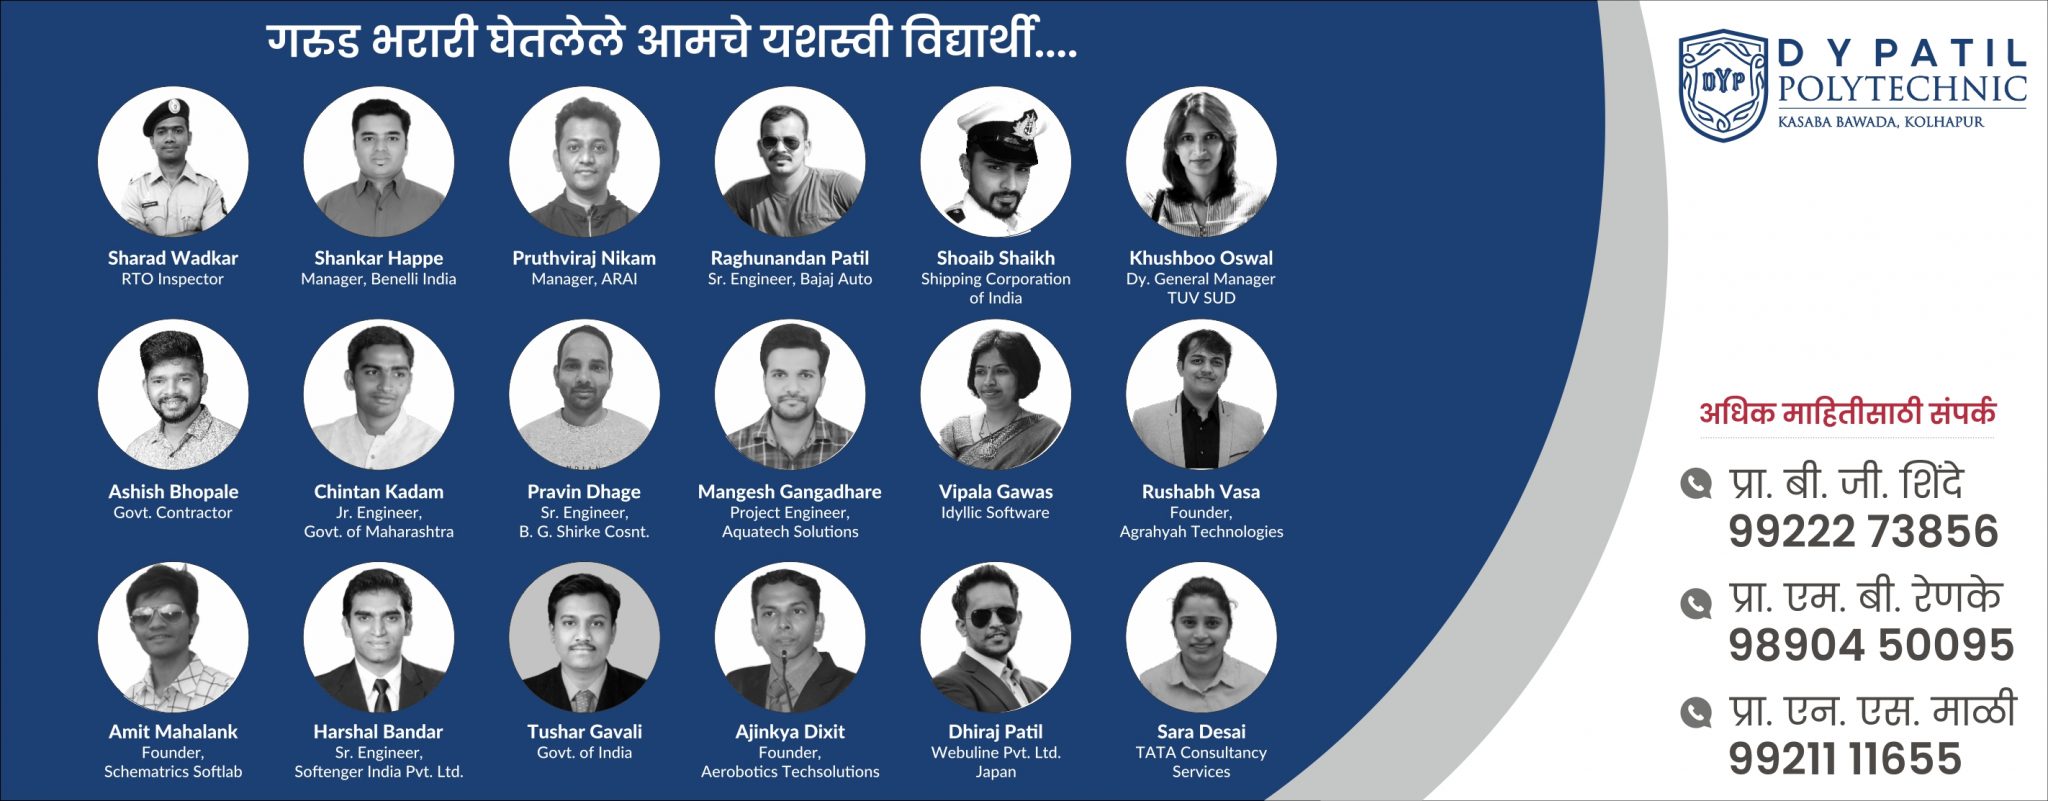 गरुड भरारी घेतलेले आमचे यशस्वी विद्यार्थी....
Sharad Wadkar
RTO Inspector
Shankar Happe
Manager, Benelli India
Pruthviraj Nikam
Manager, ARAI
Raghunandan Patil
Sr. Engineer, Bajaj Auto
Shoaib Shaikh
Shipping Corporation
of India
Khushboo Oswal
Dy. General Manager
TUV SUD
Ashish Bhopale
Govt. Contractor
Chintan Kadam
Jr. Engineer,
Govt. of Maharashtra
Pravin Dhage
Sr. Engineer,
B. G. Shirke Cosnt.
Mangesh Gangadhare
Project Engineer,
Aquatech Solutions
Vipala Gawas
Idyllic Software
Rushabh Vasa
Founder,
Agrahyah Technologies
Amit Mahalank
Founder,
Schematrics Softlab
Harshal Bandar
Sr. Engineer,
Softenger India Pvt. Ltd.
Tushar Gavali
Govt. of India
Ajinkya Dixit
Founder,
Aerobotics Techsolutions
Dhiraj Patil
Webuline Pvt. Ltd.
Japan
Sara Desai
TATA Consultancy
Services
DYP
D Y PATIL
POLYTECHNIC
KASABA BAWADA, KOLHAPUR
अधिक माहितीसाठी संपर्क
प्रा. बी. जी. शिंदे
99222 73856
प्रा. एम. बी. रेणके
98904 50095
प्रा. एन. एस. माळी
99211 11655